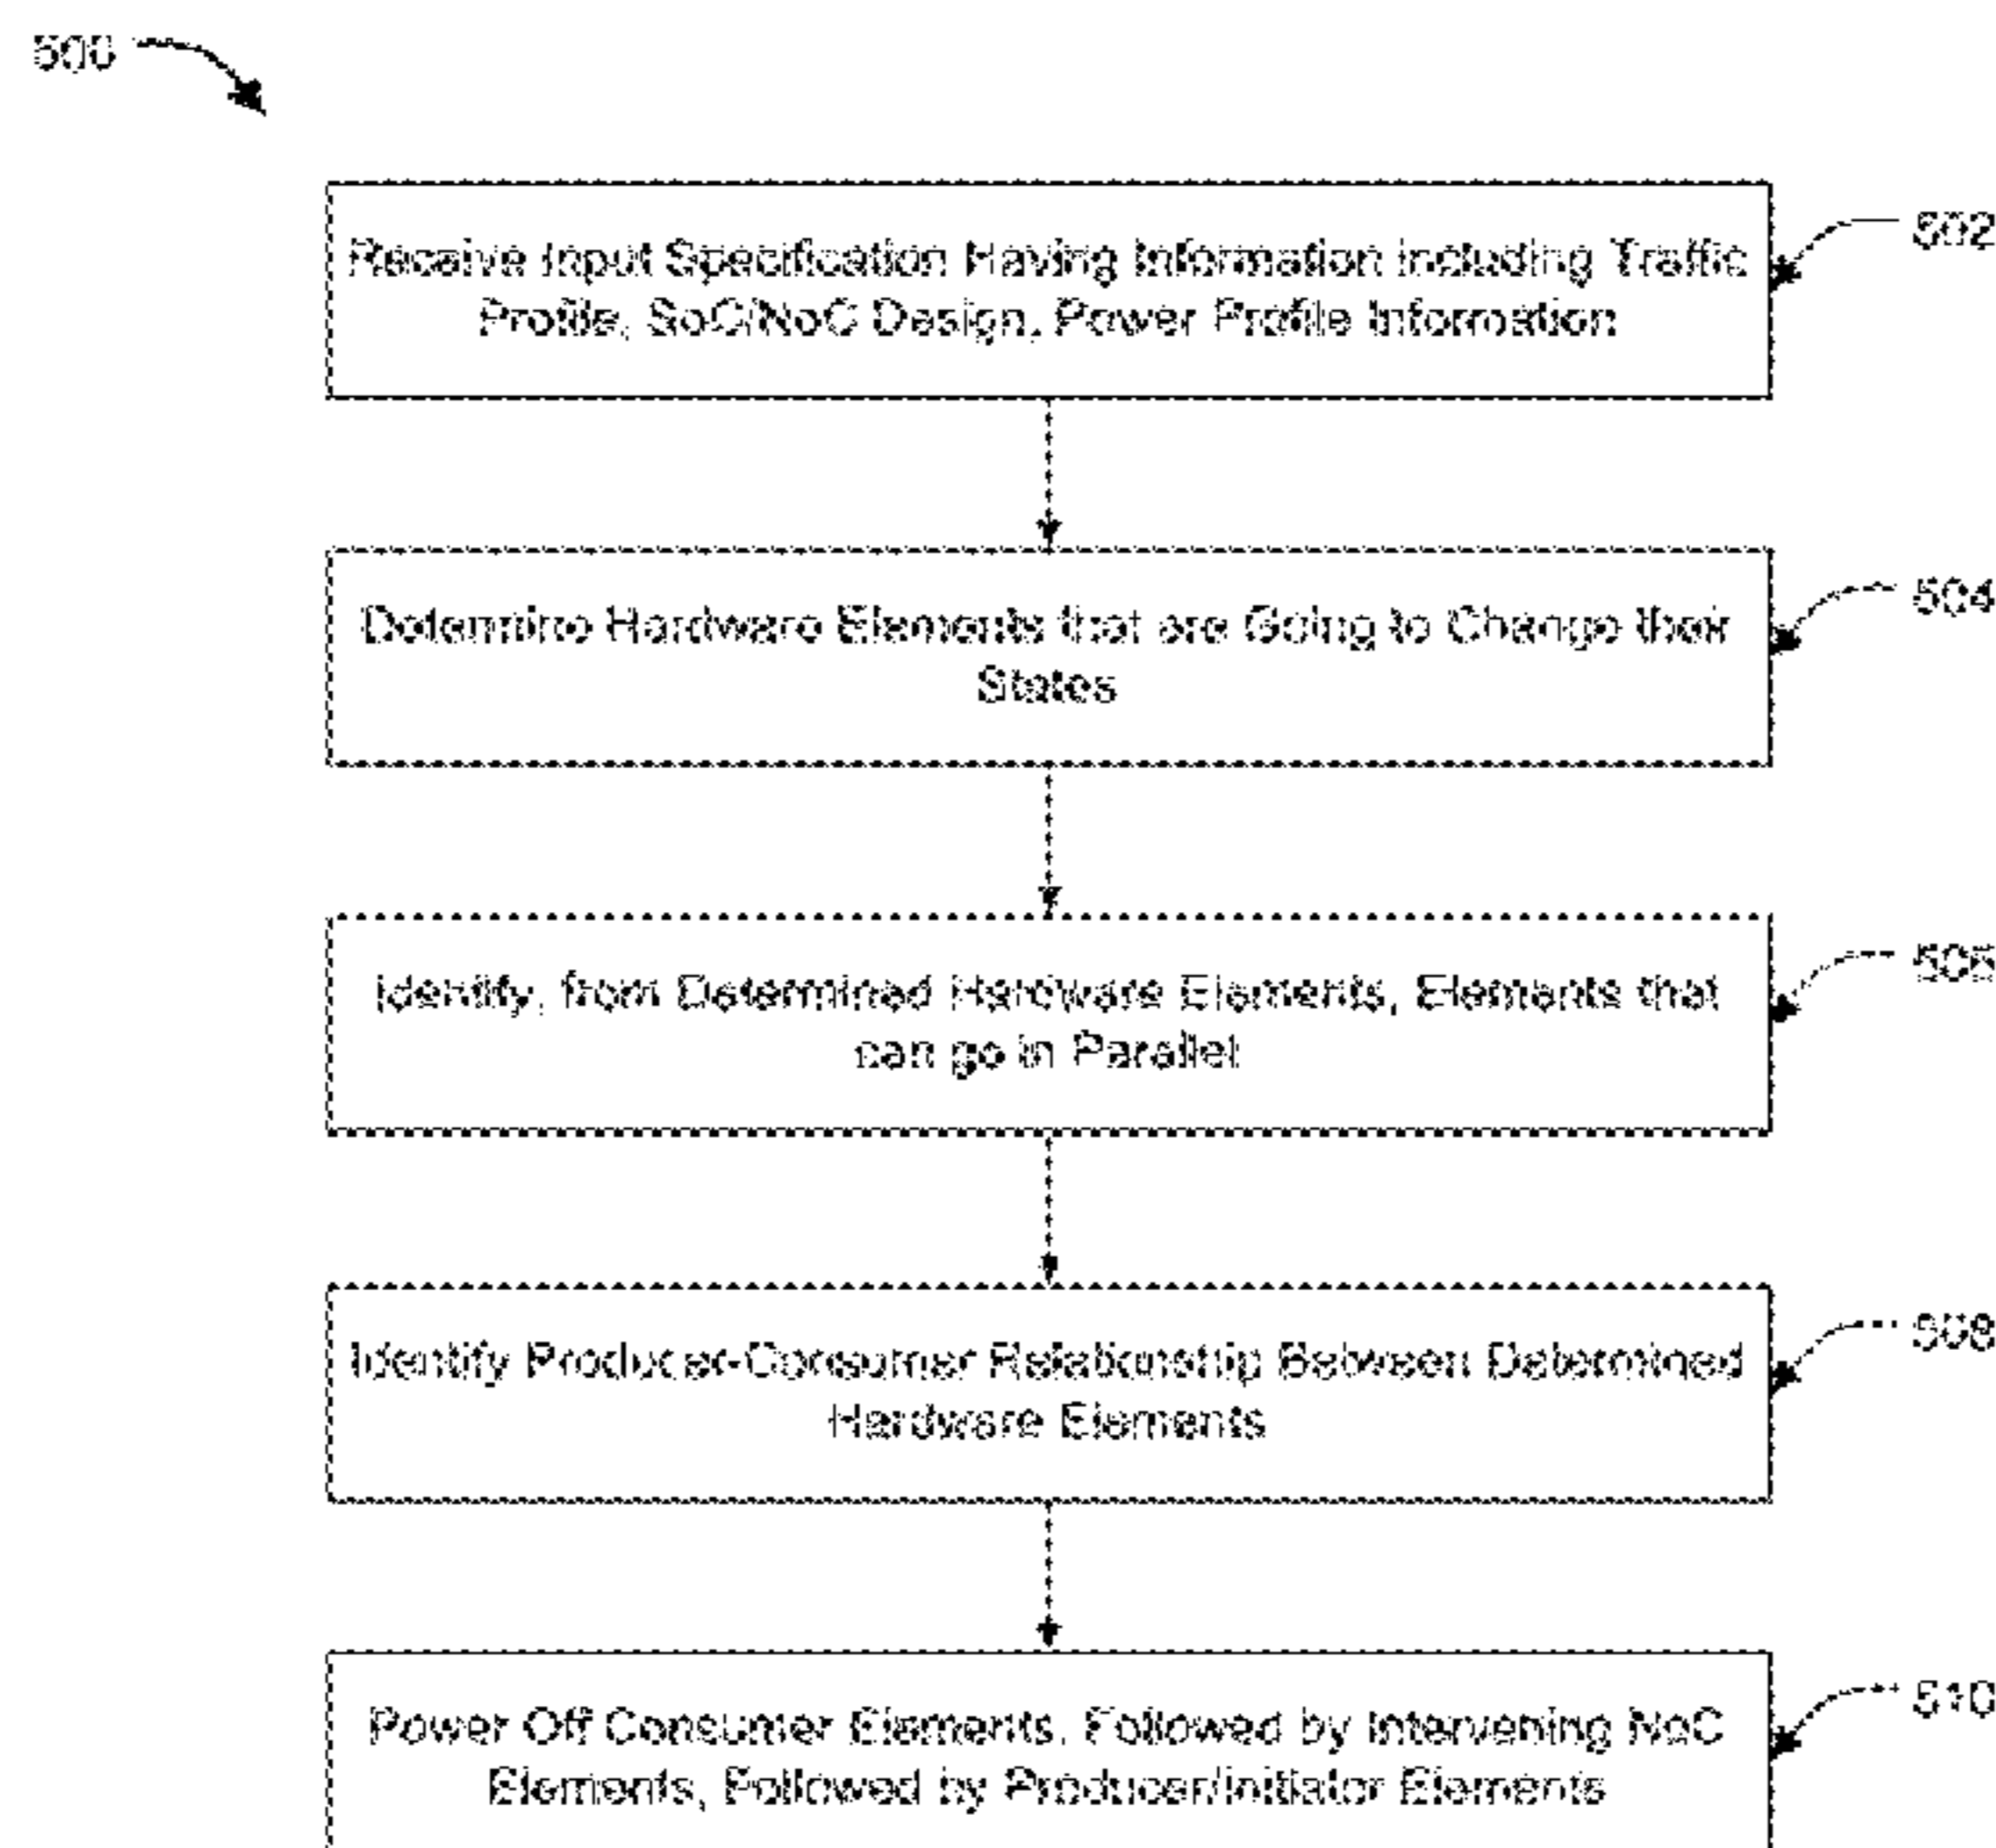 500
Receive Input Specification Having Information including Traffic
Profile, SoC/NoC Design, Power Profile Information
502
Determine Hardware Elements that are Going to Change their
States
504
Identify, from Determined Hardware Elements, Elements that
can go in Parallel
506
Identify Producer-Consumer Relationship Between Determined
Hardware Elements
508
Power Off Consumer Elements, Followed by Intervening NoC
Elements, Followed by Producer/Initiator Elements
510